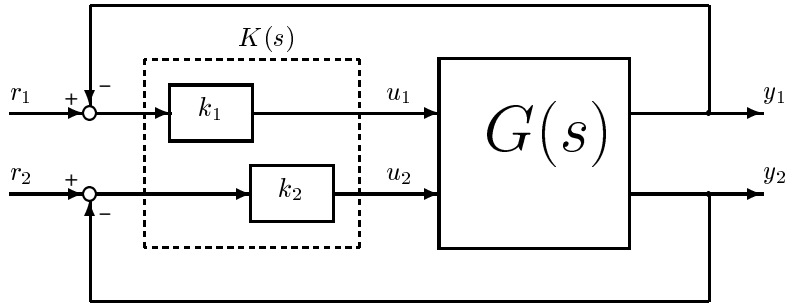 K(s)
−
r₁ + k₁ u₁ y₁
G(s)
r₂ + k₂ u₂ y₂
−